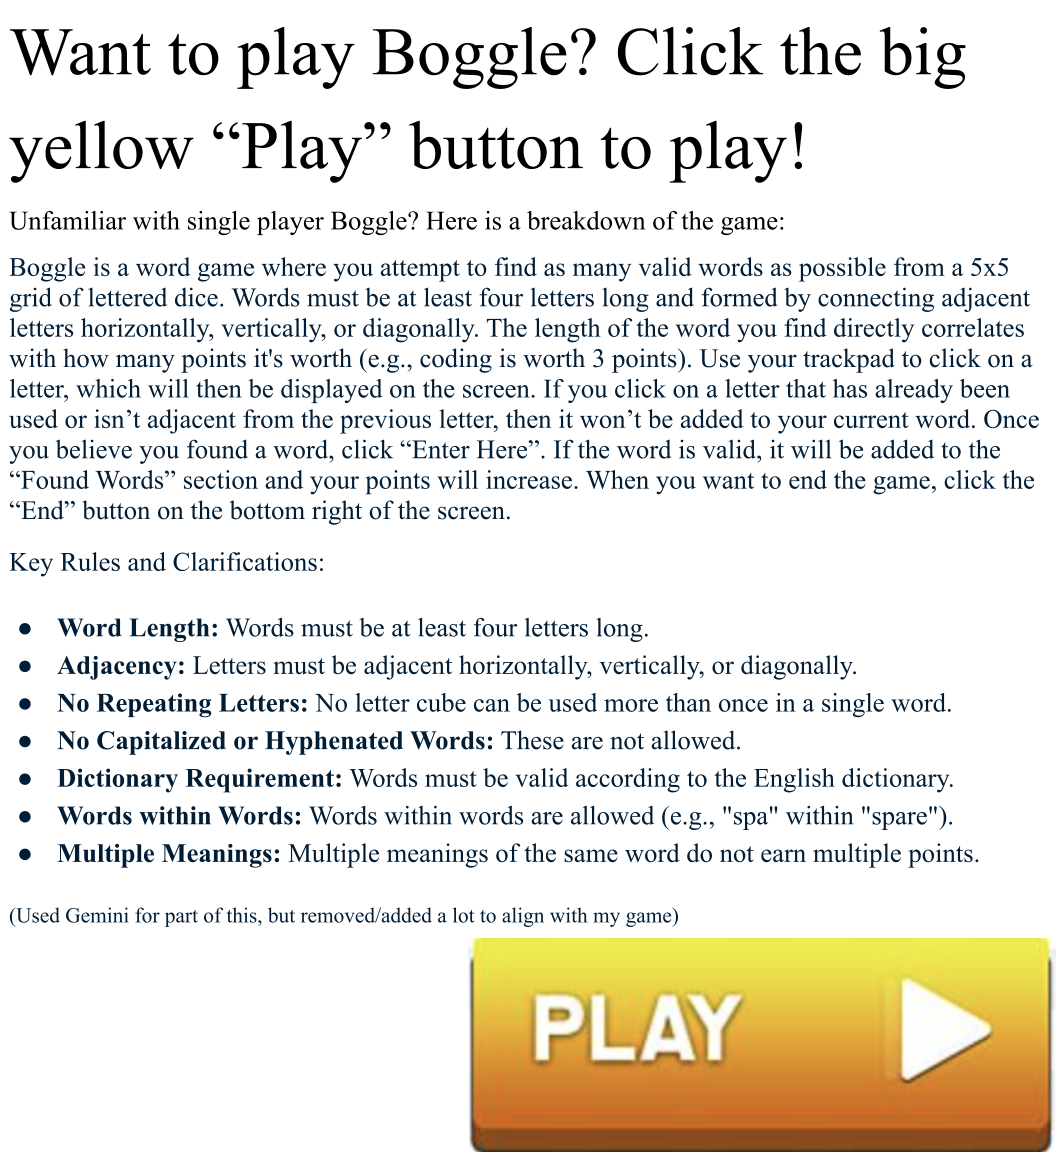 Want to play Boggle? Click the big
yellow “Play” button to play!
Unfamiliar with single player Boggle? Here is a breakdown of the game:
Boggle is a word game where you attempt to find as many valid words as possible from a 5x5
grid of lettered dice. Words must be at least four letters long and formed by connecting adjacent
letters horizontally, vertically, or diagonally. The length of the word you find directly correlates
with how many points it's worth (e.g., coding is worth 3 points). Use your trackpad to click on a
letter, which will then be displayed on the screen. If you click on a letter that has already been
used or isn’t adjacent from the previous letter, then it won’t be added to your current word. Once
you believe you found a word, click “Enter Here”. If the word is valid, it will be added to the
“Found Words” section and your points will increase. When you want to end the game, click the
“End” button on the bottom right of the screen.
Key Rules and Clarifications:
● Word Length: Words must be at least four letters long.
● Adjacency: Letters must be adjacent horizontally, vertically, or diagonally.
● No Repeating Letters: No letter cube can be used more than once in a single word.
● No Capitalized or Hyphenated Words: These are not allowed.
● Dictionary Requirement: Words must be valid according to the English dictionary.
● Words within Words: Words within words are allowed (e.g., "spa" within "spare").
● Multiple Meanings: Multiple meanings of the same word do not earn multiple points.
(Used Gemini for part of this, but removed/added a lot to align with my game)
PLAY